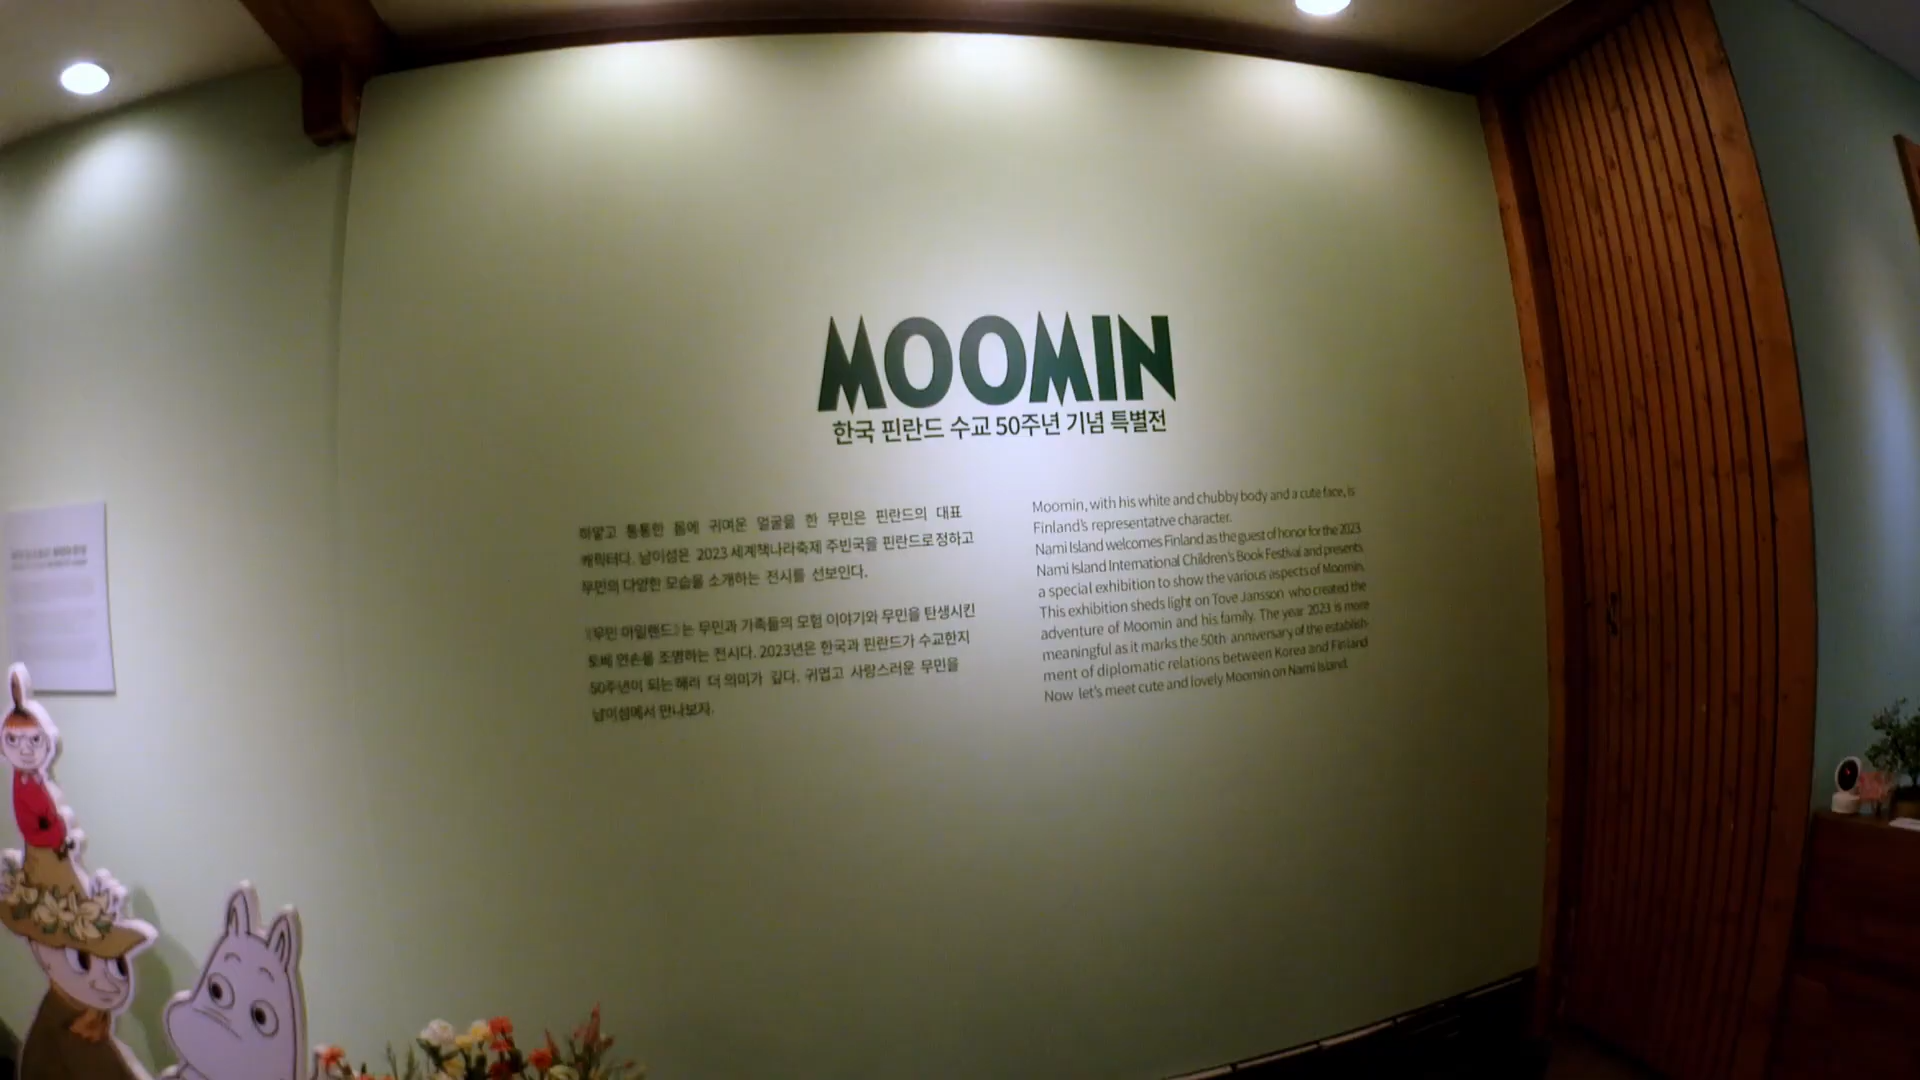 MOOMIN
한국 핀란드 수교 50주년 기념 특별전
하얗고 통통한 몸에 귀여운 얼굴을 한 무민은 핀란드의 대표
캐릭터다. 남이섬은 2023 세계책나라축제 주빈국을 핀란드로 정하고
무민의 다양한 모습을 소개하는 전시를 선보인다.
《무민 아일랜드》는 무민과 가족들의 모험 이야기와 무민을 탄생시킨
토베 얀손을 조명하는 전시다. 2023년은 한국과 핀란드가 수교한지
50주년이 되는 해라 더 의미가 깊다. 귀엽고 사랑스러운 무민을
남이섬에서 만나보자.
Moomin, with his white and chubby body and a cute face, is
Finland's representative character.
Nami Island welcomes Finland as the guest of honor for the 2023
Nami Island International Children's Book Festival and presents
a special exhibition to show the various aspects of Moomin.
This exhibition sheds light on Tove Jansson who created the
adventure of Moomin and his family. The year 2023 is more
meaningful as it marks the 50th anniversary of the establish-
ment of diplomatic relations between Korea and Finland
Now let's meet cute and lovely Moomin on Nami Island.